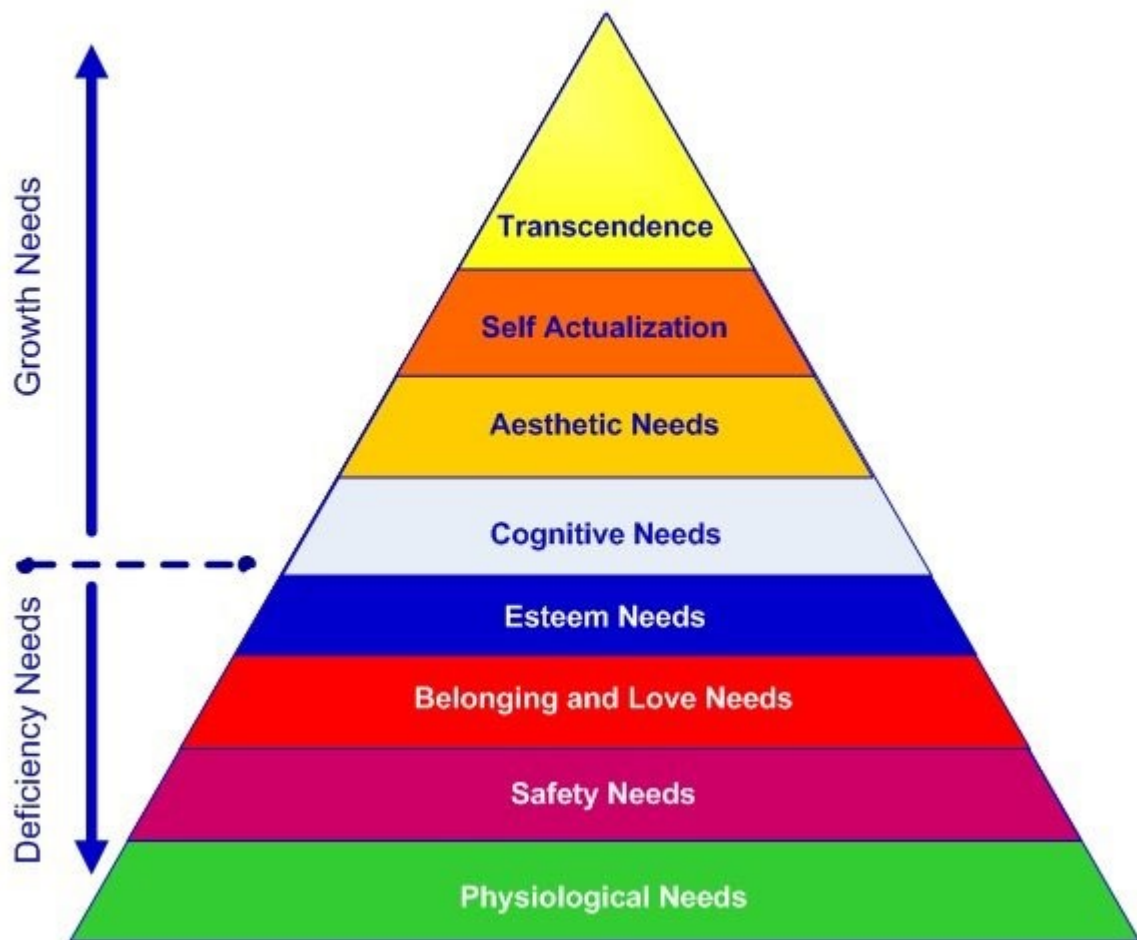 Growth Needs
Deficiency Needs
Transcendence
Self Actualization
Aesthetic Needs
Cognitive Needs
Esteem Needs
Belonging and Love Needs
Safety Needs
Physiological Needs